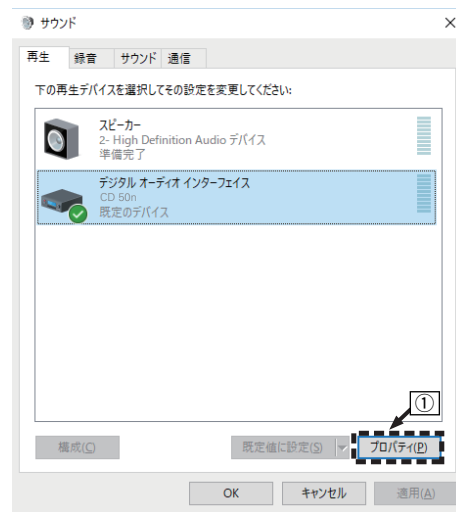 サウンド
再生 録音 サウンド 通信
下の再生デバイスを選択してその設定を変更してください:
スピーカー
2- High Definition Audio デバイス
準備完了
デジタル オーディオ インターフェイス
CD 50n
既定のデバイス
①
構成(C) 既定値に設定(S) プロパティ(P)
OK キャンセル 適用(A)